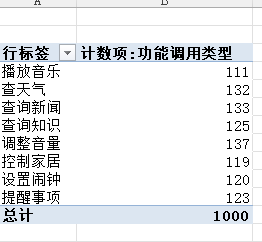 A B
行标签 计数项:功能调用类型
播放音乐 111
查天气 132
查询新闻 133
查询知识 125
调整音量 137
控制家居 119
设置闹钟 120
提醒事项 123
总计 1000